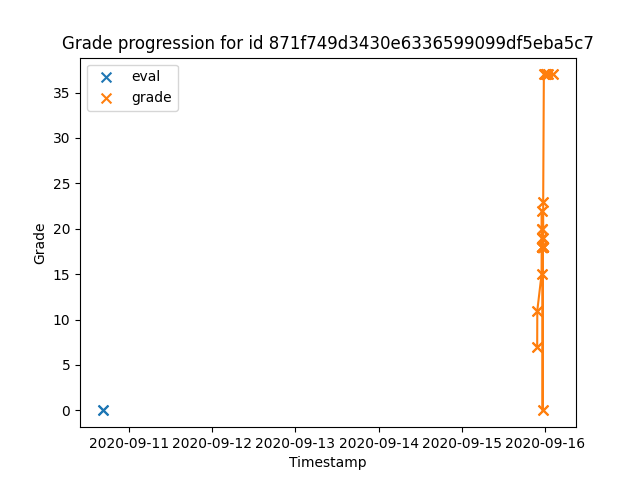 Grade progression for id 871f749d3430e6336599099df5eba5c7
eval
grade
35
30
25
20
15
10
5
0
Grade
2020-09-11 2020-09-12 2020-09-13 2020-09-14 2020-09-15 2020-09-16
Timestamp